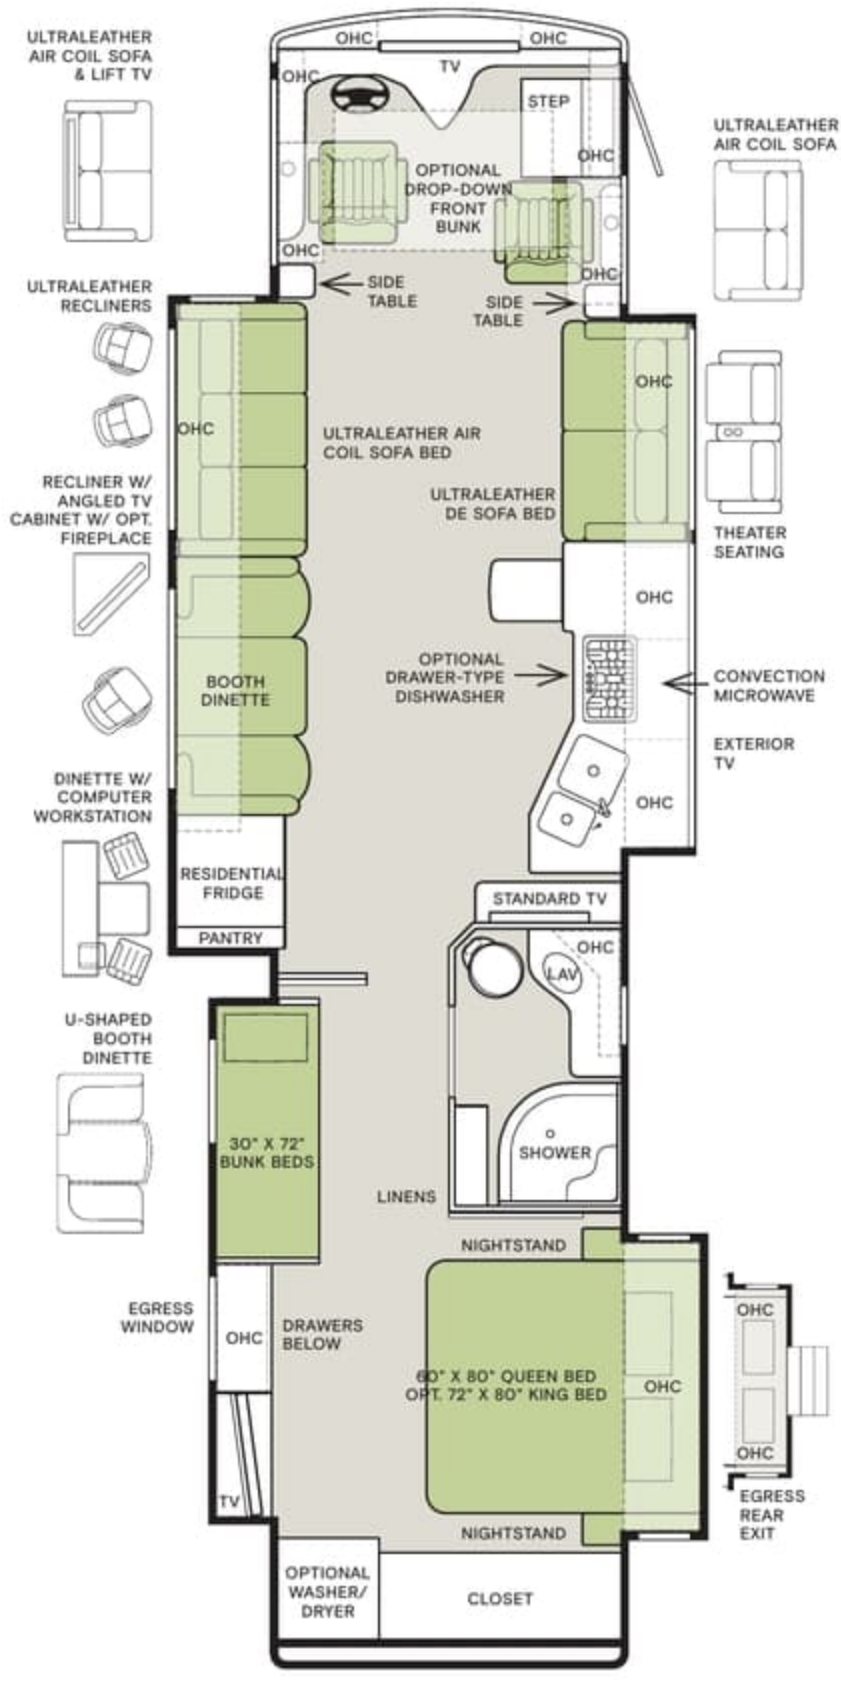 ULTRALEATHER
AIR COIL SOFA
& LIFT TV
OHC
OHC
TV
OHC
STEP
OHC
ULTRALEATHER
AIR COIL SOFA
OPTIONAL
DROP-DOWN
FRONT
BUNK
OHC
OHC
SIDE
TABLE
SIDE
TABLE
ULTRALEATHER
RECLINERS
OHC
OHC
ULTRALEATHER AIR
COIL SOFA BED
ULTRALEATHER
DE SOFA BED
RECLINER W/
ANGLED TV
CABINET W/ OPT.
FIREPLACE
THEATER
SEATING
OHC
OPTIONAL
DRAWER-TYPE
DISHWASHER
CONVECTION
MICROWAVE
BOOTH
DINETTE
EXTERIOR
TV
OHC
DINETTE W/
COMPUTER
WORKSTATION
RESIDENTIAL
FRIDGE
STANDARD TV
PANTRY
OHC
LAV
U-SHAPED
BOOTH
DINETTE
30" X 72"
BUNK BEDS
SHOWER
LINENS
NIGHTSTAND
EGRESS
WINDOW
OHC
DRAWERS
BELOW
60" X 80" QUEEN BED
OPT. 72" X 80" KING BED
OHC
OHC
OHC
EGRESS
REAR
EXIT
TV
NIGHTSTAND
OPTIONAL
WASHER/
DRYER
CLOSET